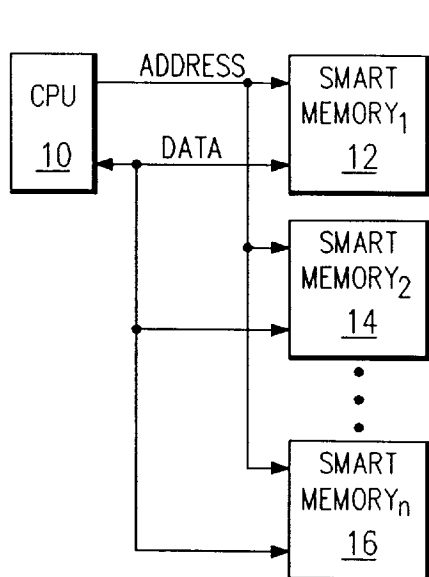 ADDRESS
CPU
10
DATA
SMART
MEMORY₁
12
SMART
MEMORY₂
14
SMART
MEMORYₙ
16